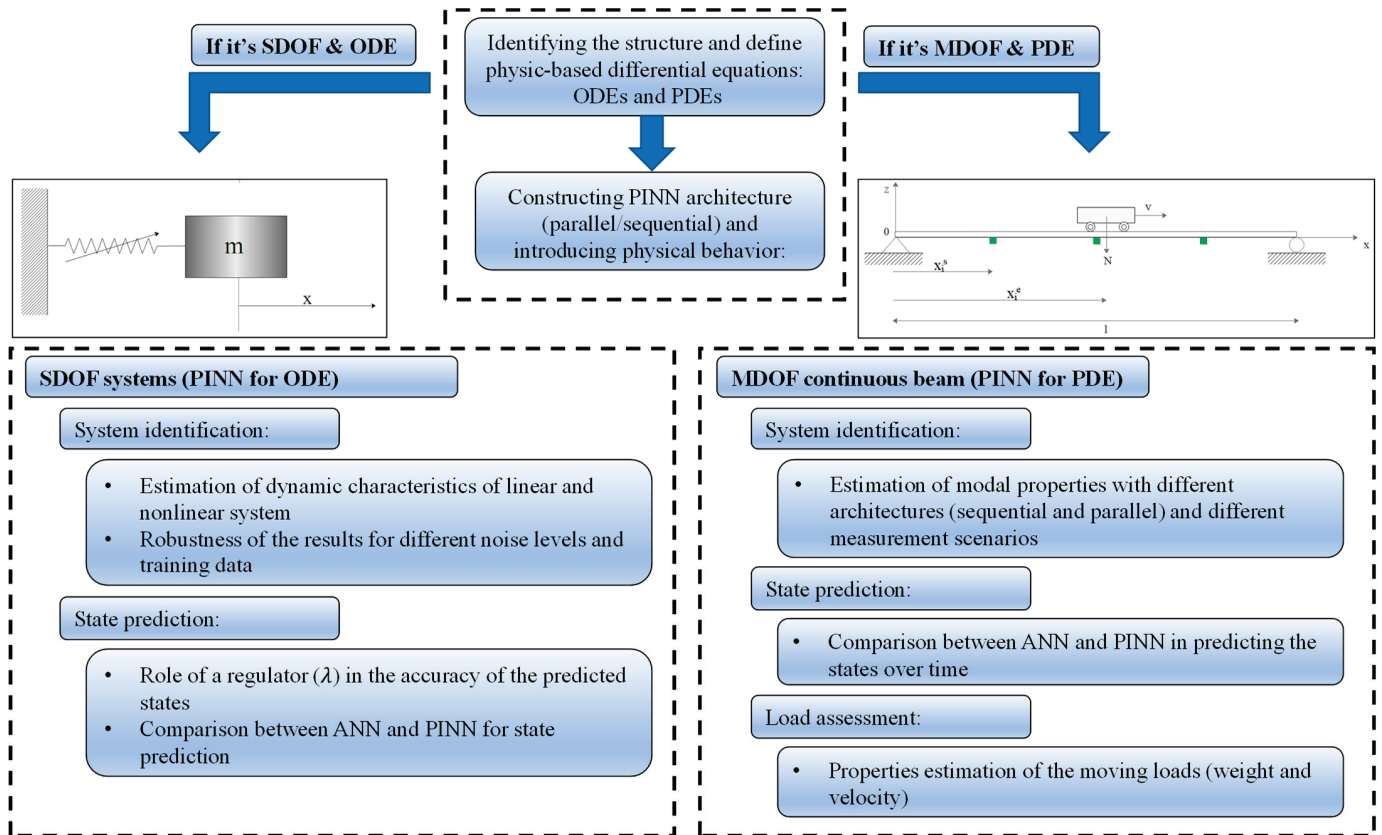 If it's SDOF & ODE
Identifying the structure and define
physic-based differential equations:
ODEs and PDEs
If it's MDOF & PDE
Constructing PINN architecture
(parallel/sequential) and
introducing physical behavior:
m
x
z
0
v
N
x
x_i^s
x_i^e
l
SDOF systems (PINN for ODE)
System identification:
• Estimation of dynamic characteristics of linear and
nonlinear system
• Robustness of the results for different noise levels and
training data
State prediction:
• Role of a regulator (λ) in the accuracy of the predicted
states
• Comparison between ANN and PINN for state
prediction
MDOF continuous beam (PINN for PDE)
System identification:
• Estimation of modal properties with different
architectures (sequential and parallel) and different
measurement scenarios
State prediction:
• Comparison between ANN and PINN in predicting the
states over time
Load assessment:
• Properties estimation of the moving loads (weight and
velocity)